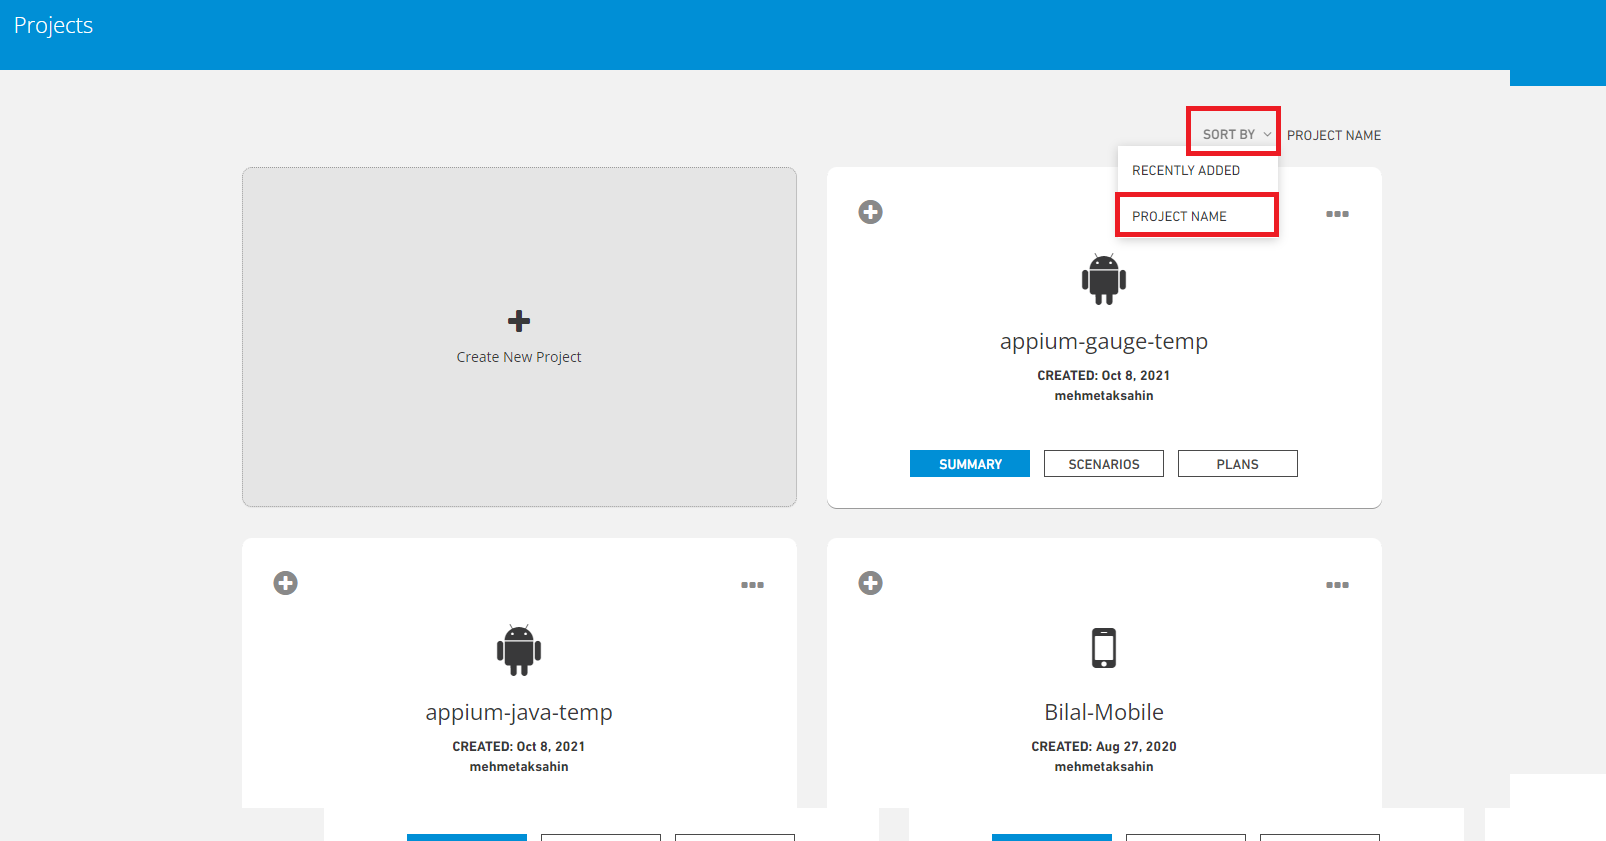 Projects
SORT BY PROJECT NAME
RECENTLY ADDED
PROJECT NAME
Create New Project
appium-gauge-temp
CREATED: Oct 8, 2021
mehmetaksahin
SUMMARY SCENARIOS PLANS
appium-java-temp
CREATED: Oct 8, 2021
mehmetaksahin
Bilal-Mobile
CREATED: Aug 27, 2020
mehmetaksahin